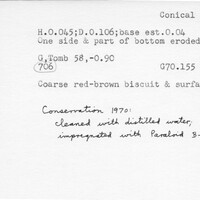 Conical
H.0.045;D.0.106;base est.0.04
One side & part of bottom eroded
G,Tomb 58,-0.90
706 G70.155
Coarse red-brown biscuit & surfa
Conservation 1970:
cleaned with distilled water,
impregnated with Paraloid B-